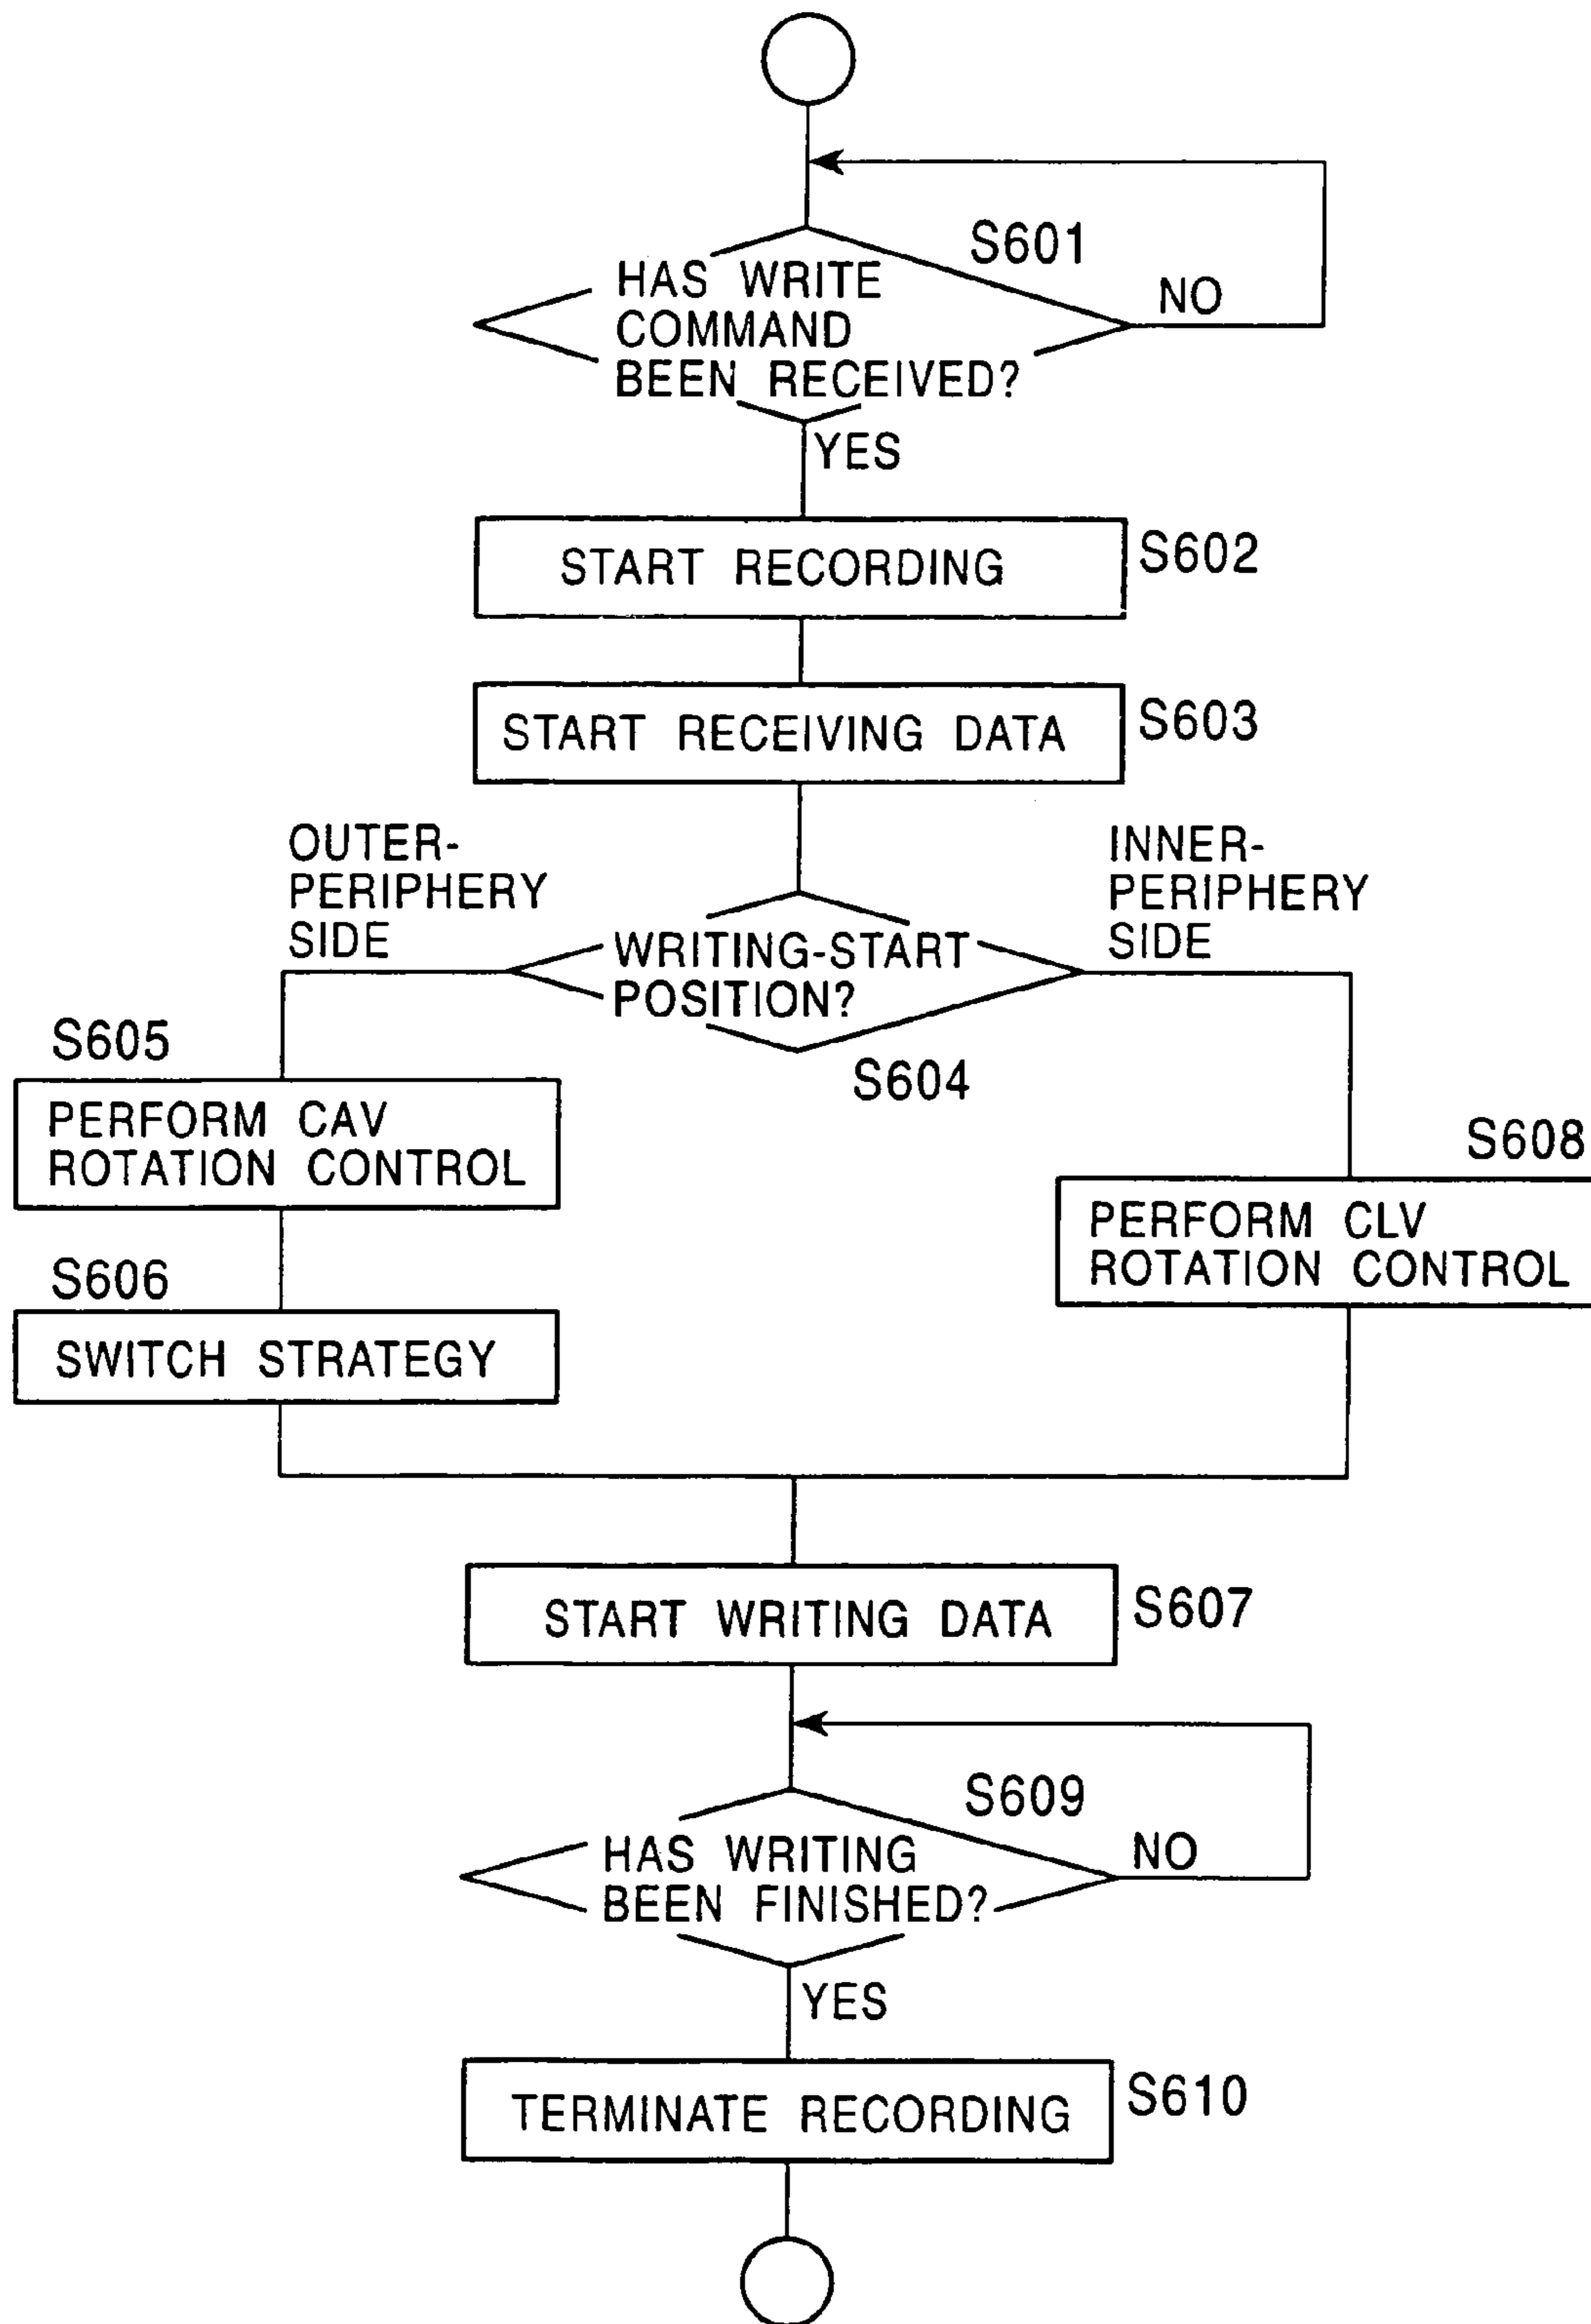 S601
HAS WRITE
COMMAND
BEEN RECEIVED?
NO
YES
START RECORDING
S602
START RECEIVING DATA
S603
OUTER-
PERIPHERY
SIDE
INNER-
PERIPHERY
SIDE
WRITING-START
POSITION?
S604
S605
PERFORM CAV
ROTATION CONTROL
S608
PERFORM CLV
ROTATION CONTROL
S606
SWITCH STRATEGY
START WRITING DATA
S607
S609
HAS WRITING
BEEN FINISHED?
NO
YES
TERMINATE RECORDING
S610